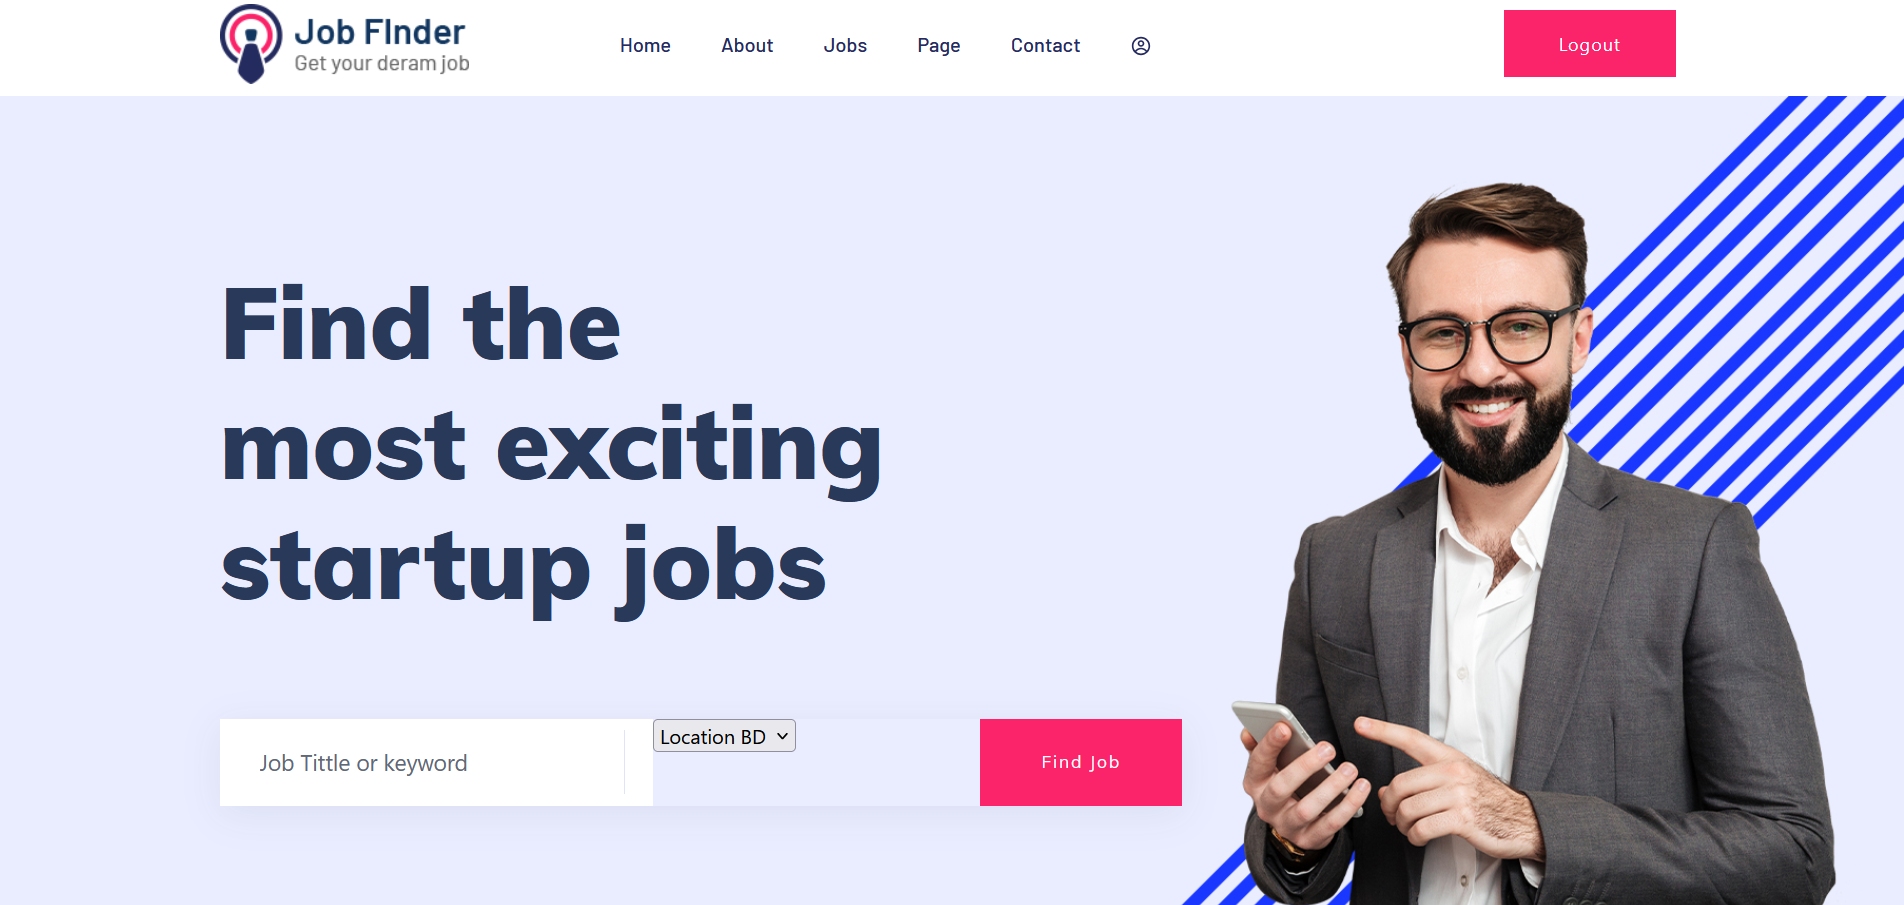 Job FInder
Get your deram job
Home About Jobs Page Contact
Logout
Find the
most exciting
startup jobs
Job Tittle or keyword
Location BD
Find Job